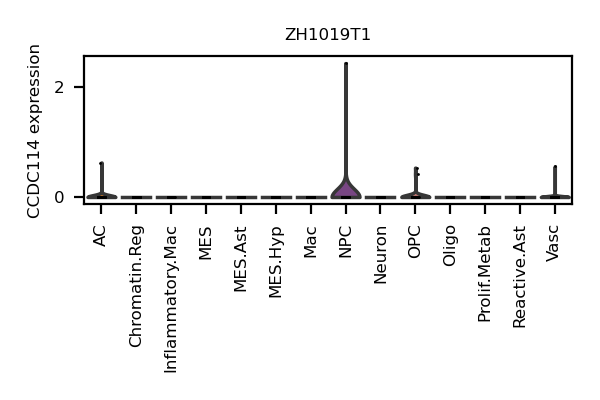 ZH1019T1
CCDC114 expression
2
0
AC
Chromatin.Reg
Inflammatory.Mac
MES
MES.Ast
MES.Hyp
Mac
NPC
Neuron
OPC
Oligo
Prolif.Metab
Reactive.Ast
Vasc